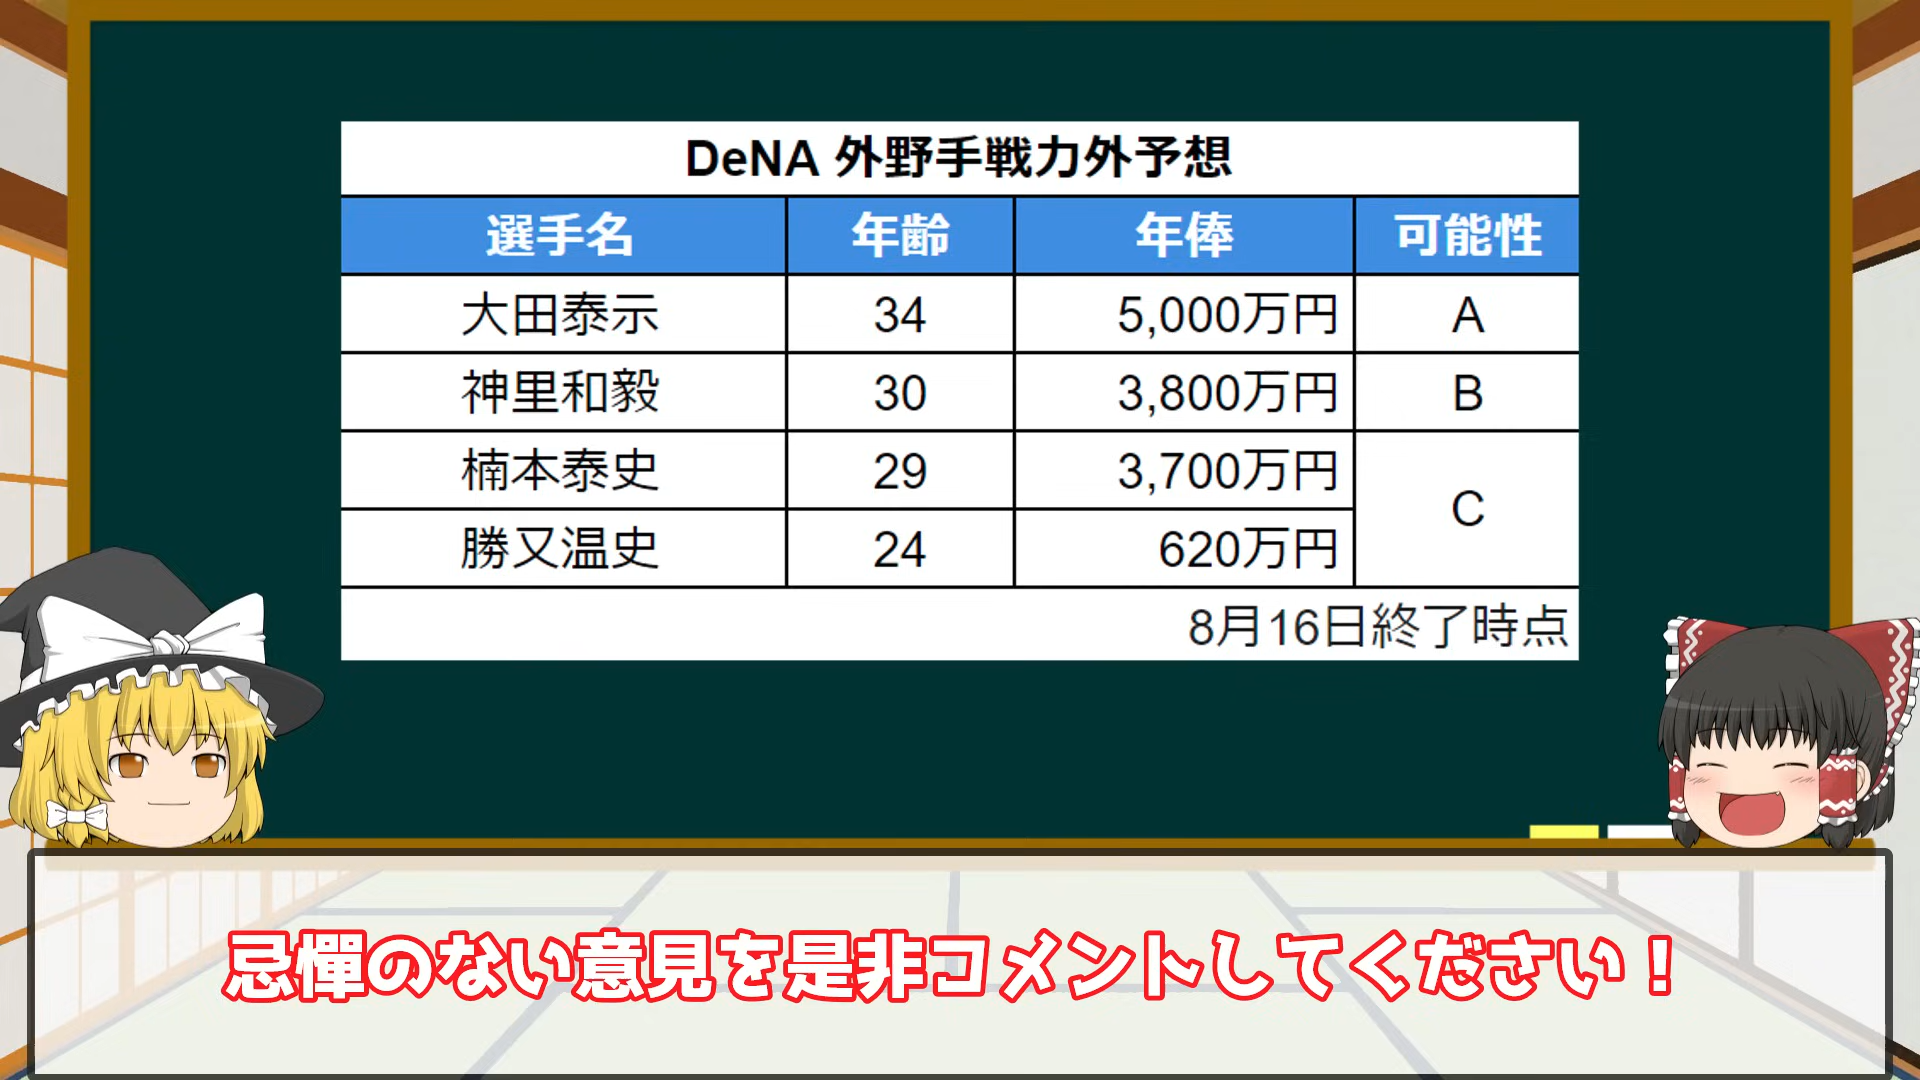 DeNA 外野手戦力外予想
選手名 年齢 年俸 可能性
大田泰示 34 5,000万円 A
神里和毅 30 3,800万円 B
楠本泰史 29 3,700万円 C
勝又温史 24 620万円
8月16日終了時点
忌憚のない意見を是非コメントしてください！